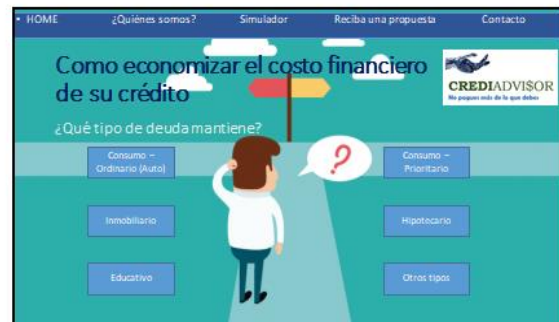 • HOME ¿Quiénes somos? Simulador Reciba una propuesta Contacto
Como economizar el costo financiero
de su crédito
CREDIADVI$OR
No pagues más de lo que debes
¿Qué tipo de deuda mantiene?
Consumo –
Ordinario (Auto)
Consumo –
Prioritario
?
Inmobiliario
Hipotecario
Educativo
Otros tipos